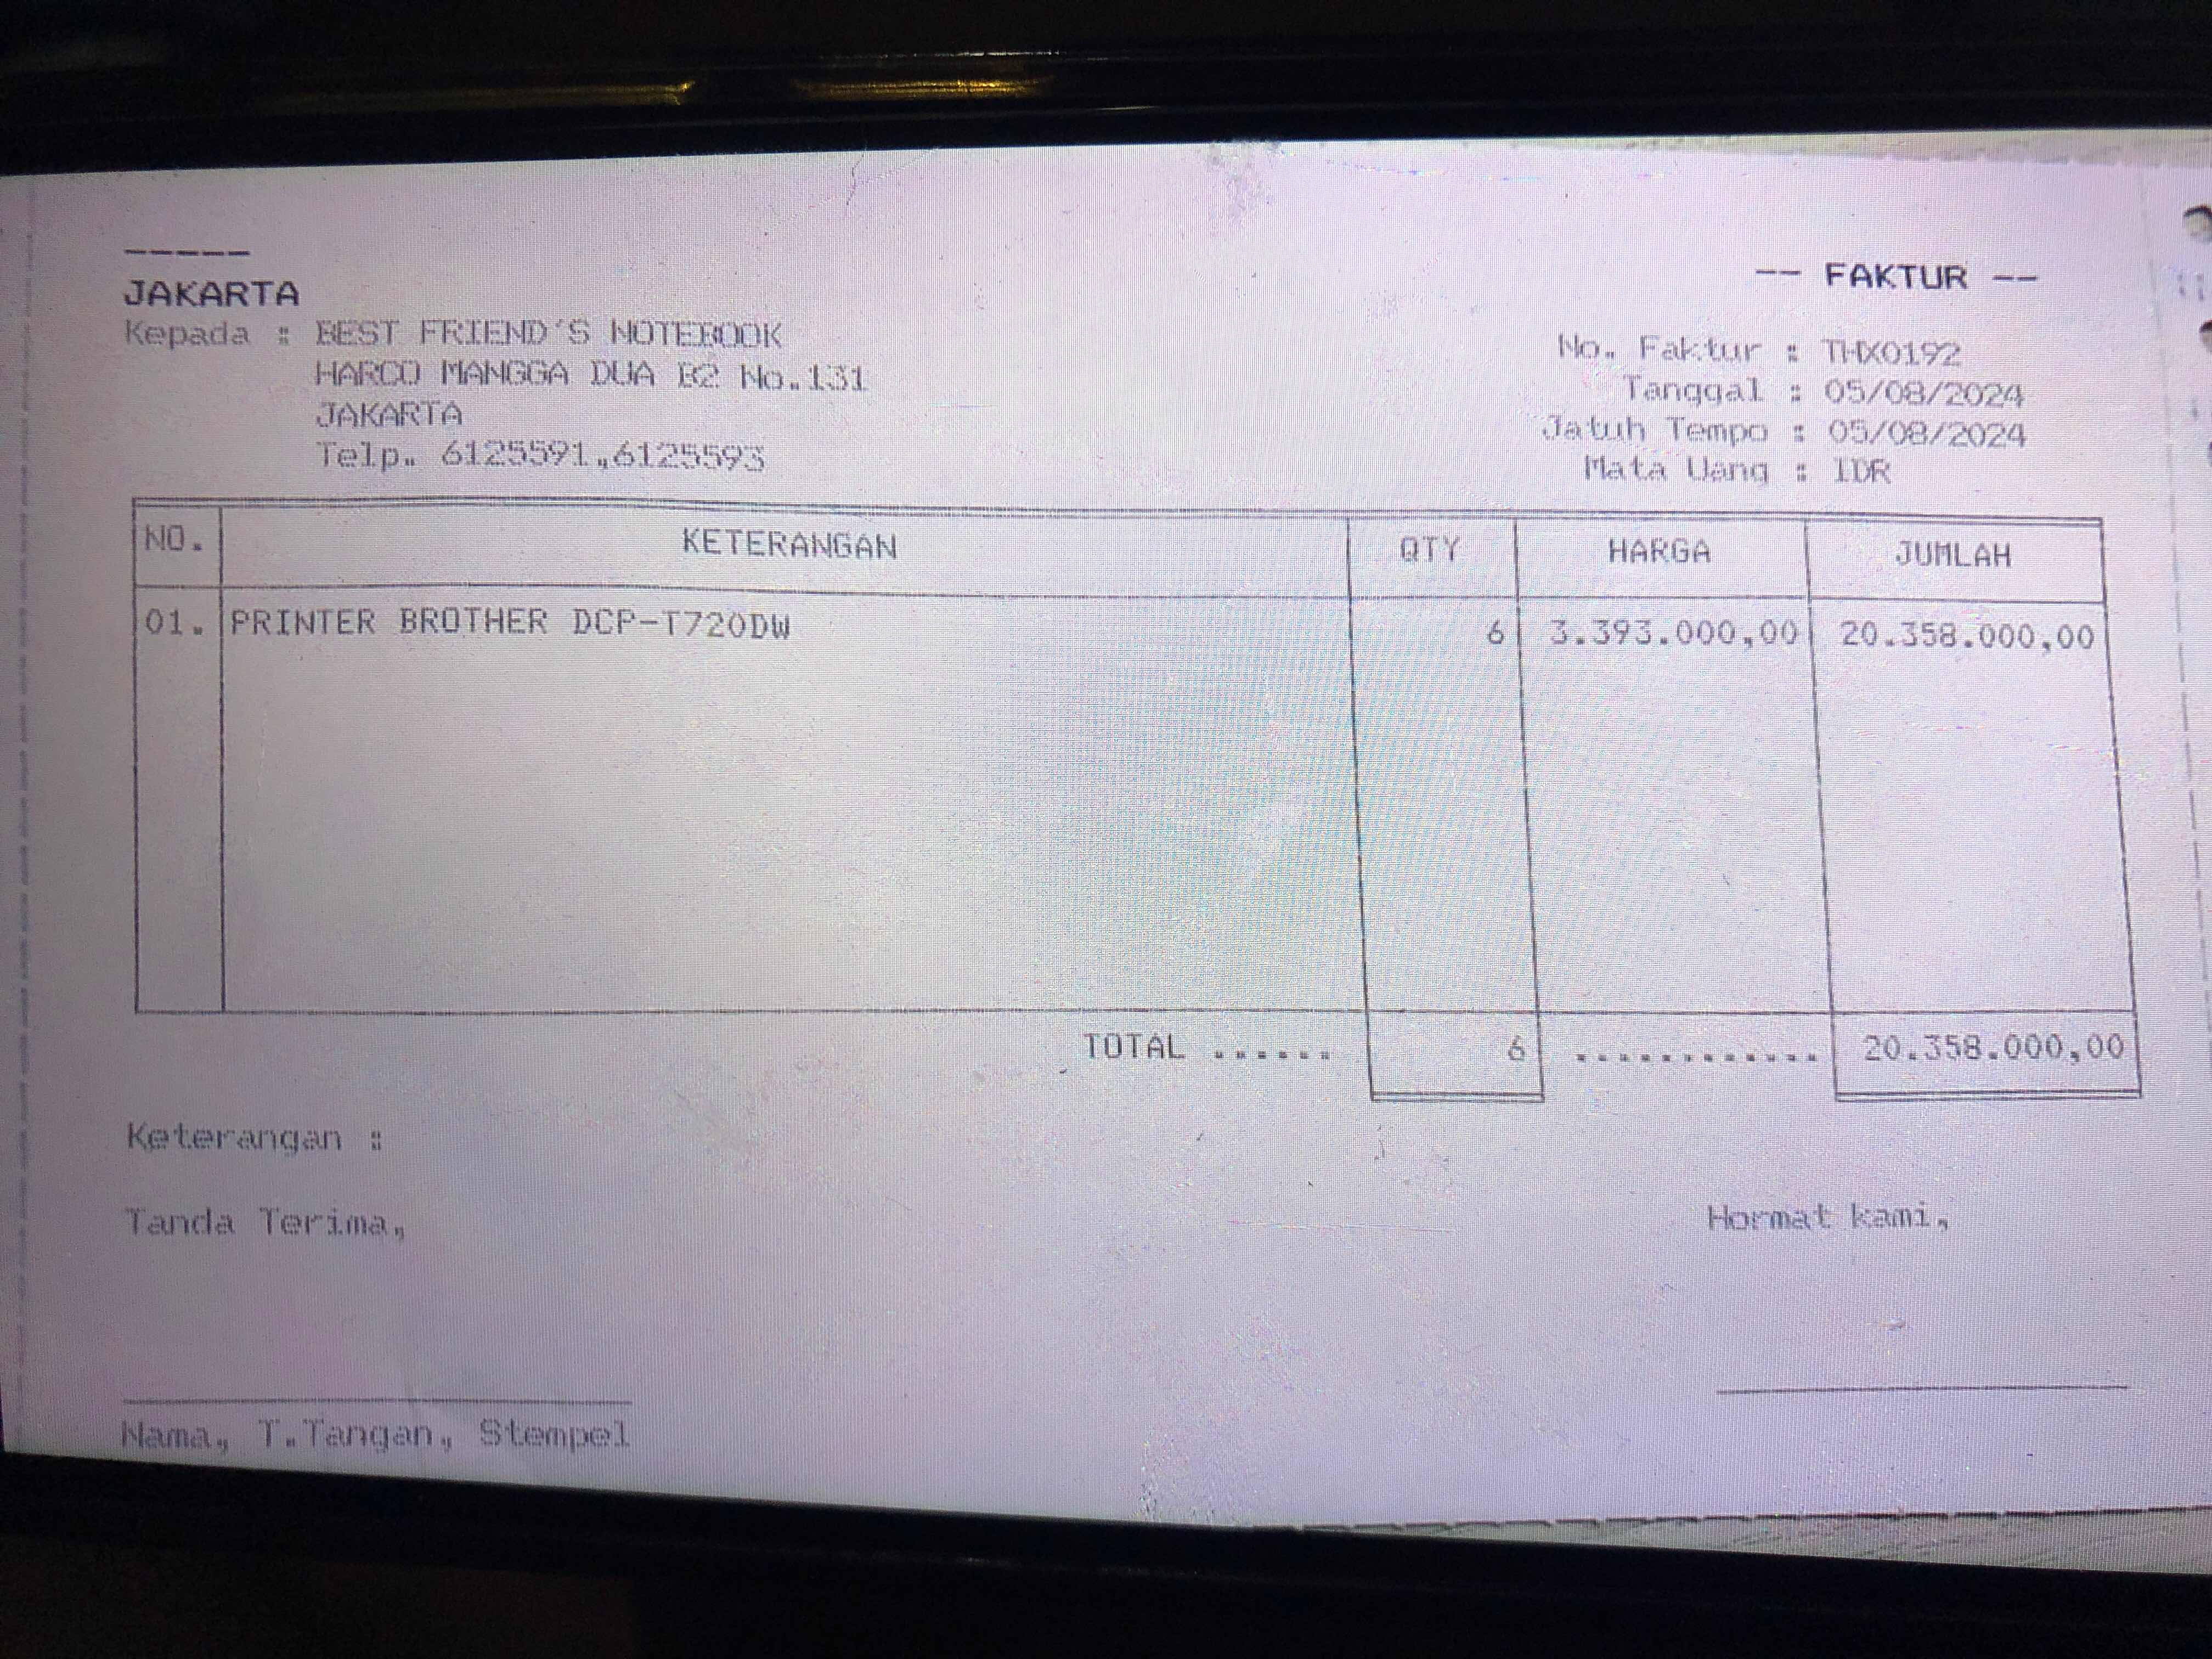 -----
JAKARTA
-- FAKTUR --
Kepada : BEST FRIEND'S NOTEBOOK
HARCO MANGGA DUA B2 No.131
JAKARTA
Telp. 6125591,6125593
No. Faktur : THX0192
Tanggal : 05/08/2024
Jatuh Tempo : 05/08/2024
Mata Uang : IDR
NO. KETERANGAN QTY HARGA JUMLAH
01. PRINTER BROTHER DCP-T720DW 6 3.393.000,00 20.358.000,00
TOTAL ...... 6 ............ 20.358.000,00
Keterangan :
Tanda Terima, Hormat kami,
Nama, T.Tangan, Stempel